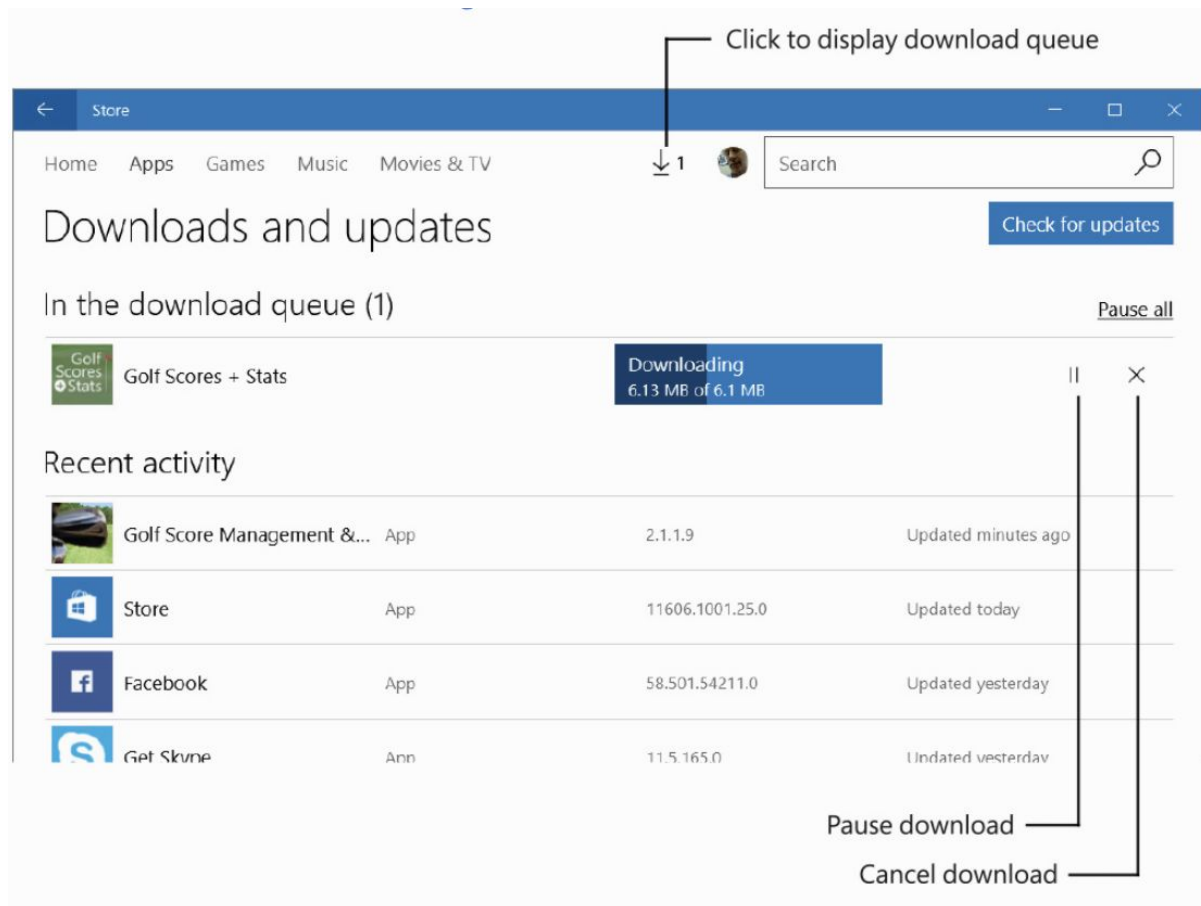 Click to display download queue
Store
Home Apps Games Music Movies & TV 1 Search
Downloads and updates Check for updates
In the download queue (1) Pause all
Golf Scores +Stats
Golf Scores + Stats
Downloading
6.13 MB of 6.1 MB
Recent activity
Golf Score Management &... App 2.1.1.9 Updated minutes ago
Store App 11606.1001.25.0 Updated today
Facebook App 58.501.54211.0 Updated yesterday
Get Skype App 11.5.165.0 Updated yesterday
Pause download
Cancel download